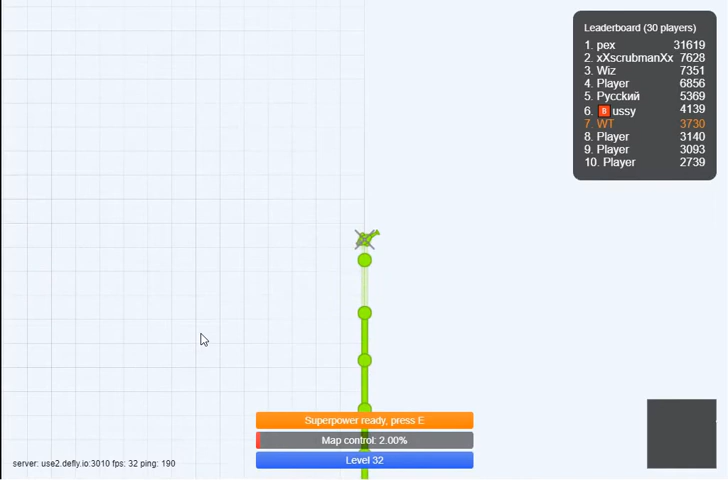 Leaderboard (30 players)
1. pex 31619
2. xXscrubmanXx 7628
3. Wiz 7351
4. Player 6856
5. Русский 5369
6. B ussy 4139
7. WT 3730
8. Player 3140
9. Player 3093
10. Player 2739
Superpower ready, press E
Map control: 2.00%
Level 32
server: use2.defly.io:3010 fps: 32 ping: 190